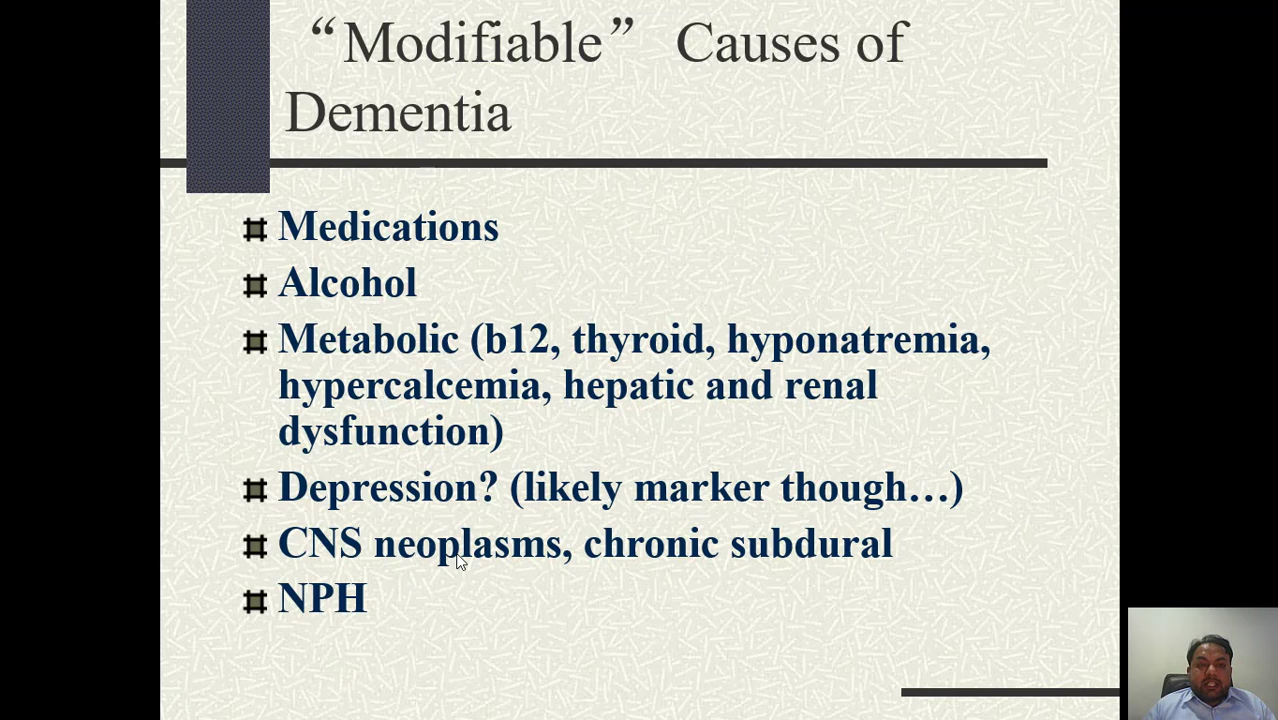 “Modifiable” Causes of
Dementia
Medications
Alcohol
Metabolic (b12, thyroid, hyponatremia,
hypercalcemia, hepatic and renal
dysfunction)
Depression? (likely marker though…)
CNS neoplasms, chronic subdural
NPH